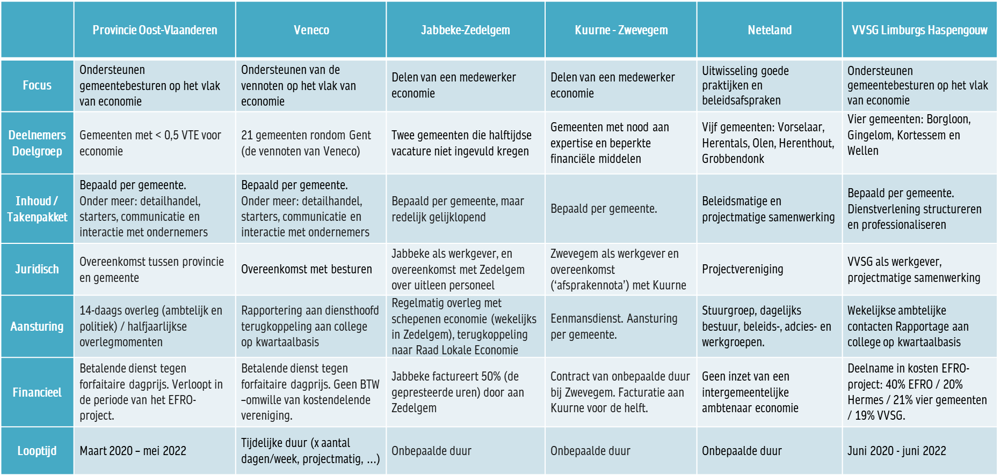 Provincie Oost-Vlaanderen
Veneco
Jabbeke-Zedelgem
Kuurne - Zwevegem
Neteland
VVSG Limburgs Haspengouw
Focus
Ondersteunen
gemeentebesturen op het vlak
van economie
Ondersteunen van de
vennoten op het vlak van
economie
Delen van een medewerker
economie
Delen van een medewerker
economie
Uitwisseling goede
praktijken en
beleidsafspraken
Ondersteunen
gemeentebesturen op het vlak
van economie
Deelnemers
Doelgroep
Gemeenten met < 0,5 VTE voor
economie
21 gemeenten rondom Gent
(de vennoten van Veneco)
Twee gemeenten die halftijdse
vacature niet ingevuld kregen
Gemeenten met nood aan
expertise en beperkte
financiële middelen
Vijf gemeenten: Vorselaar,
Herentals, Olen, Herenthout,
Grobbendonk
Vier gemeenten: Borgloon,
Gingelom, Kortessem en
Wellen
Inhoud /
Takenpakket
Bepaald per gemeente.
Onder meer: detailhandel,
starters, communicatie en
interactie met ondernemers
Bepaald per gemeente.
Onder meer: detailhandel,
starters, communicatie en
interactie met ondernemers
Bepaald per gemeente, maar
redelijk gelijklopend
Bepaald per gemeente.
Beleidsmatige en
projectmatige samenwerking
Bepaald per gemeente.
Dienstverlening structureren
en professionaliseren
Juridisch
Overeenkomst tussen provincie
en gemeente
Overeenkomst met besturen
Jabbeke als werkgever, en
overeenkomst met Zedelgem
over uitleen personeel
Zwevegem als werkgever en
overeenkomst
(‘afsprakennota’) met Kuurne
Projectvereniging
VVSG als werkgever,
projectmatige samenwerking
Aansturing
14-daags overleg (ambtelijk en
politiek) / halfjaarlijkse
overlegmomenten
Rapportering aan diensthoofd
terugkoppeling aan college
op kwartaalbasis
Regelmatig overleg met
schepenen economie (wekelijks
in Zedelgem), terugkoppeling
naar Raad Lokale Economie
Eenmansdienst. Aansturing
per gemeente.
Stuurgroep, dagelijks
bestuur, beleids-, adcies- en
werkgroepen.
Wekelijkse ambtelijke
contacten Rapportage aan
college op kwartaalbasis
Financieel
Betalende dienst tegen
forfaitaire dagprijs. Verloopt in
de periode van het EFRO-
project.
Betalende dienst tegen
forfaitaire dagprijs. Geen BTW
–omwille van kostendelende
vereniging.
Jabbeke factureert 50% (de
gepresteerde uren) door aan
Zedelgem
Contract van onbepaalde duur
bij Zwevegem. Facturatie aan
Kuurne voor de helft.
Geen inzet van een
intergemeentelijke
ambtenaar economie
Deelname in kosten EFRO-
project: 40% EFRO / 20%
Hermes / 21% vier gemeenten
/ 19% VVSG.
Looptijd
Maart 2020 – mei 2022
Tijdelijke duur (x aantal
dagen/week, projectmatig, …)
Onbepaalde duur
Onbepaalde duur
Onbepaalde duur
Juni 2020 - juni 2022